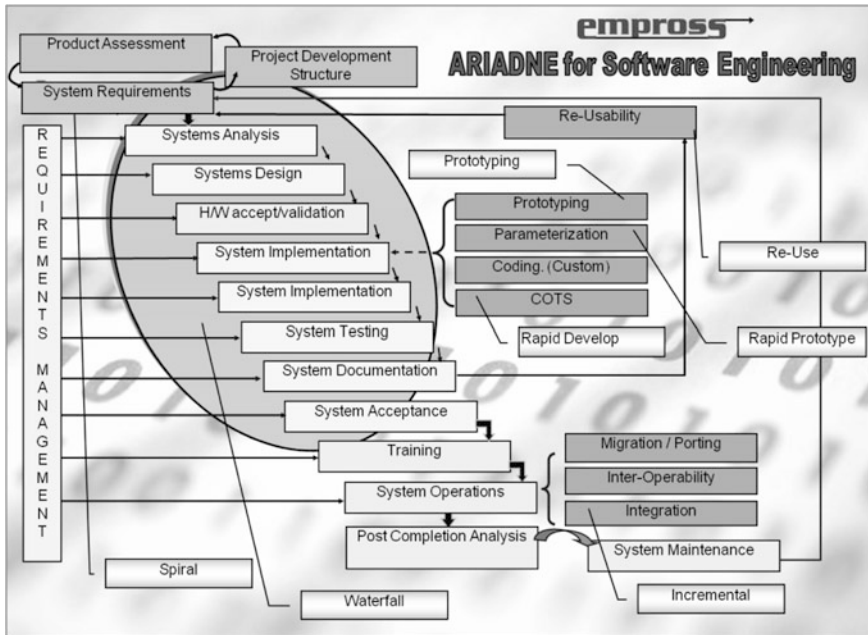 empross
ARIADNE for Software Engineering
Product Assessment
Project Development
Structure
System Requirements
Re-Usability
Systems Analysis
Prototyping
Systems Design
Prototyping
H/W accept/validation
Parameterization
System Implementation
Re-Use
Coding. (Custom)
System Implementation
COTS
System Testing
Rapid Develop
Rapid Prototype
System Documentation
System Acceptance
Training
Migration / Porting
System Operations
Inter-Operability
Integration
Post Completion Analysis
System Maintenance
Spiral
Waterfall
Incremental
REQUIREMENTS MANAGEMENT